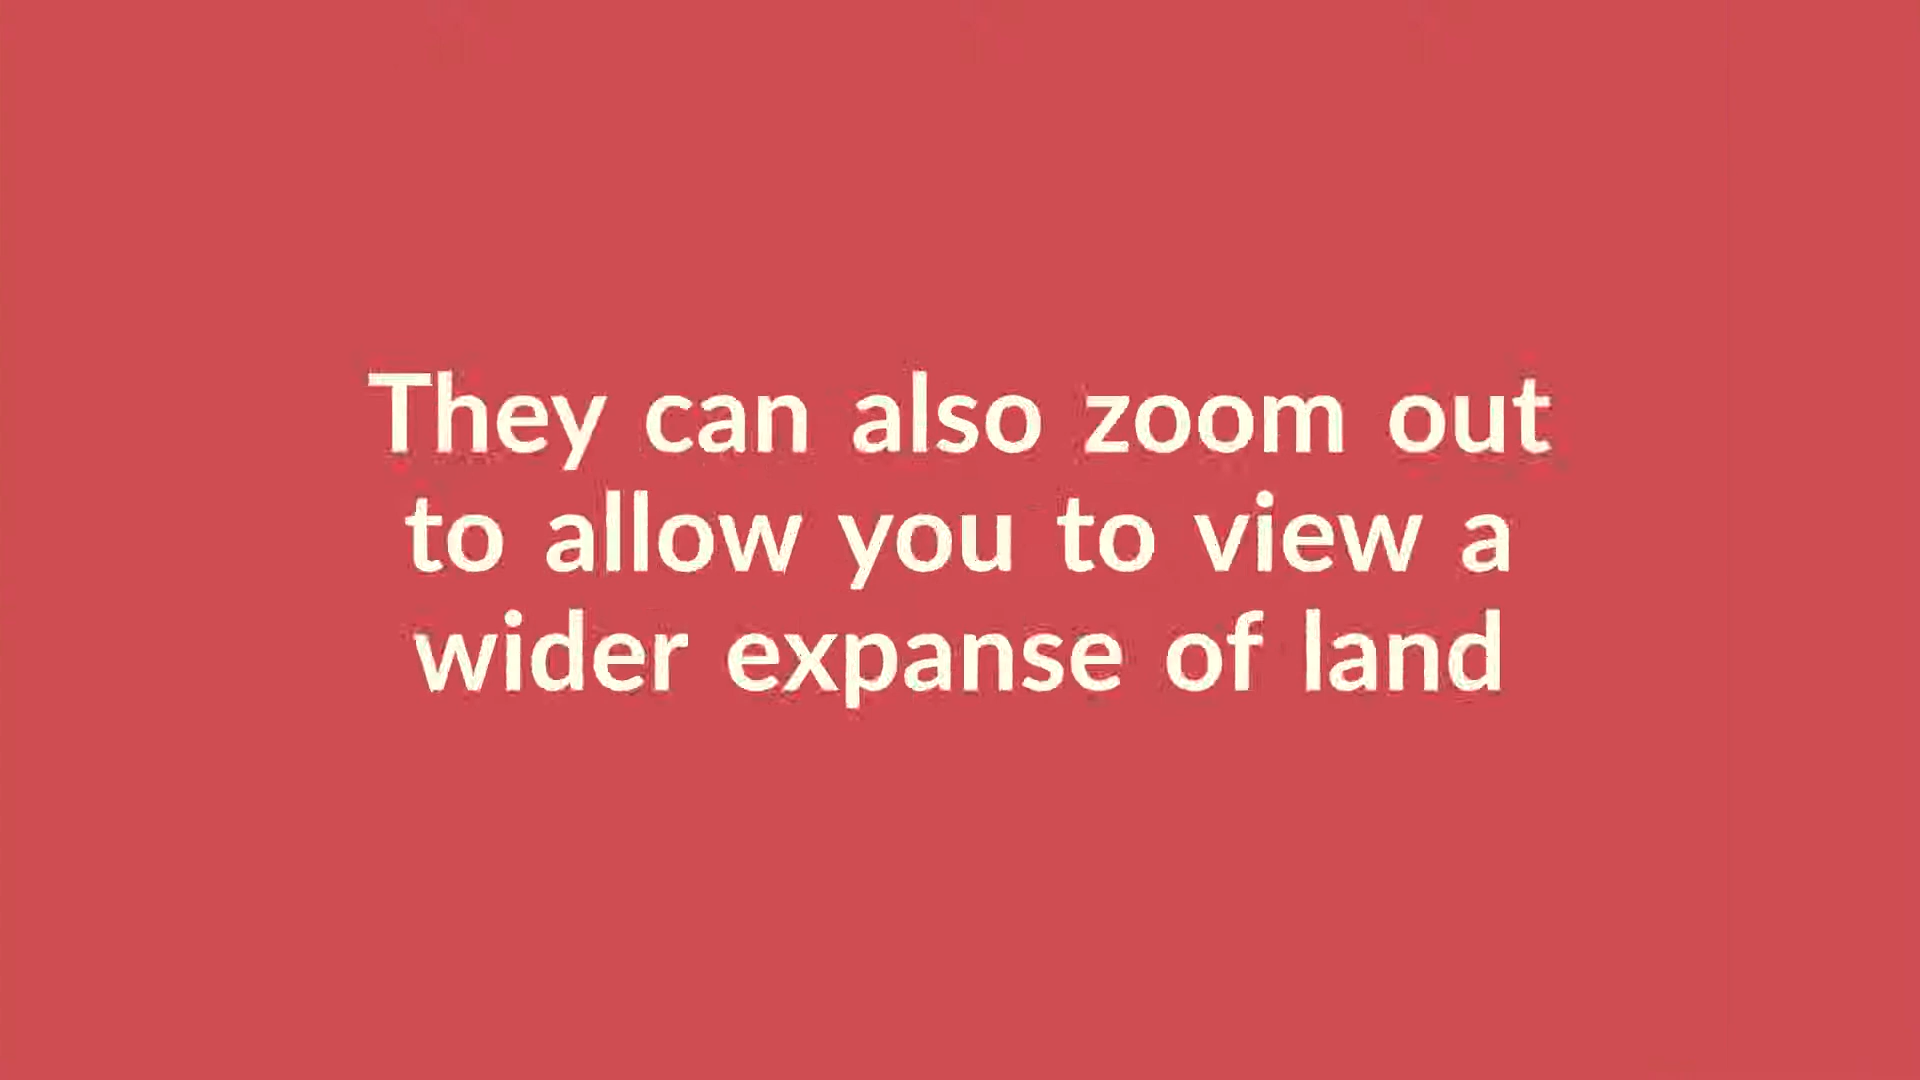 They can also zoom out
to allow you to view a
wider expanse of land